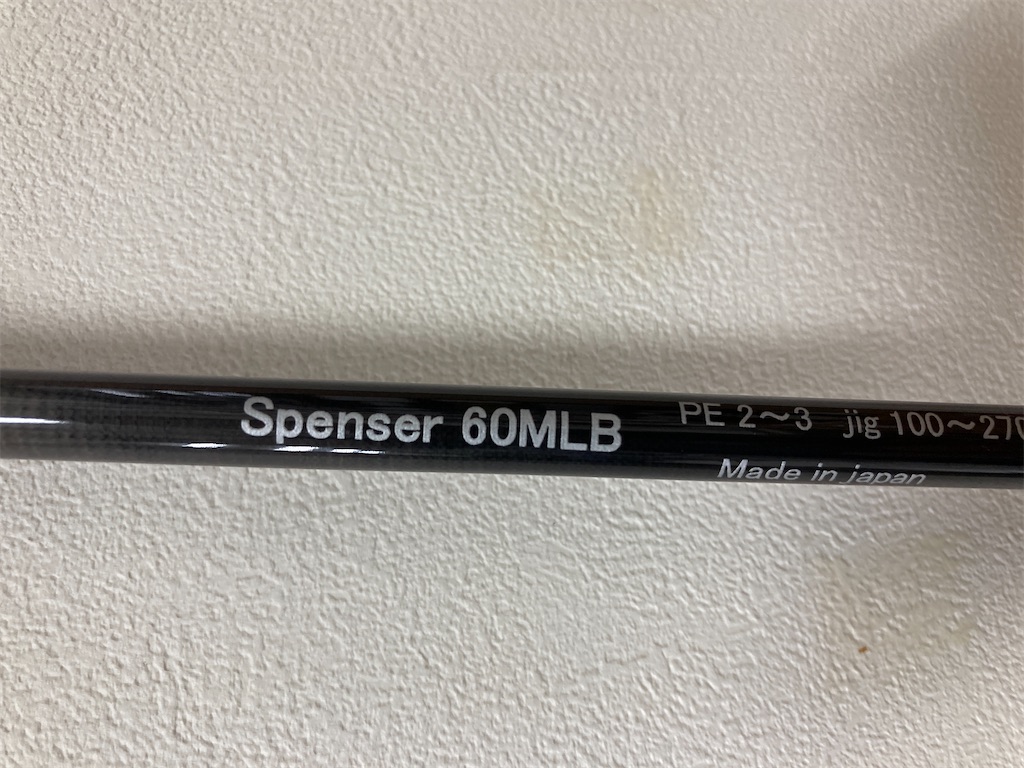 Spenser 60MLB PE 2～3 jig 100～270
Made in japan